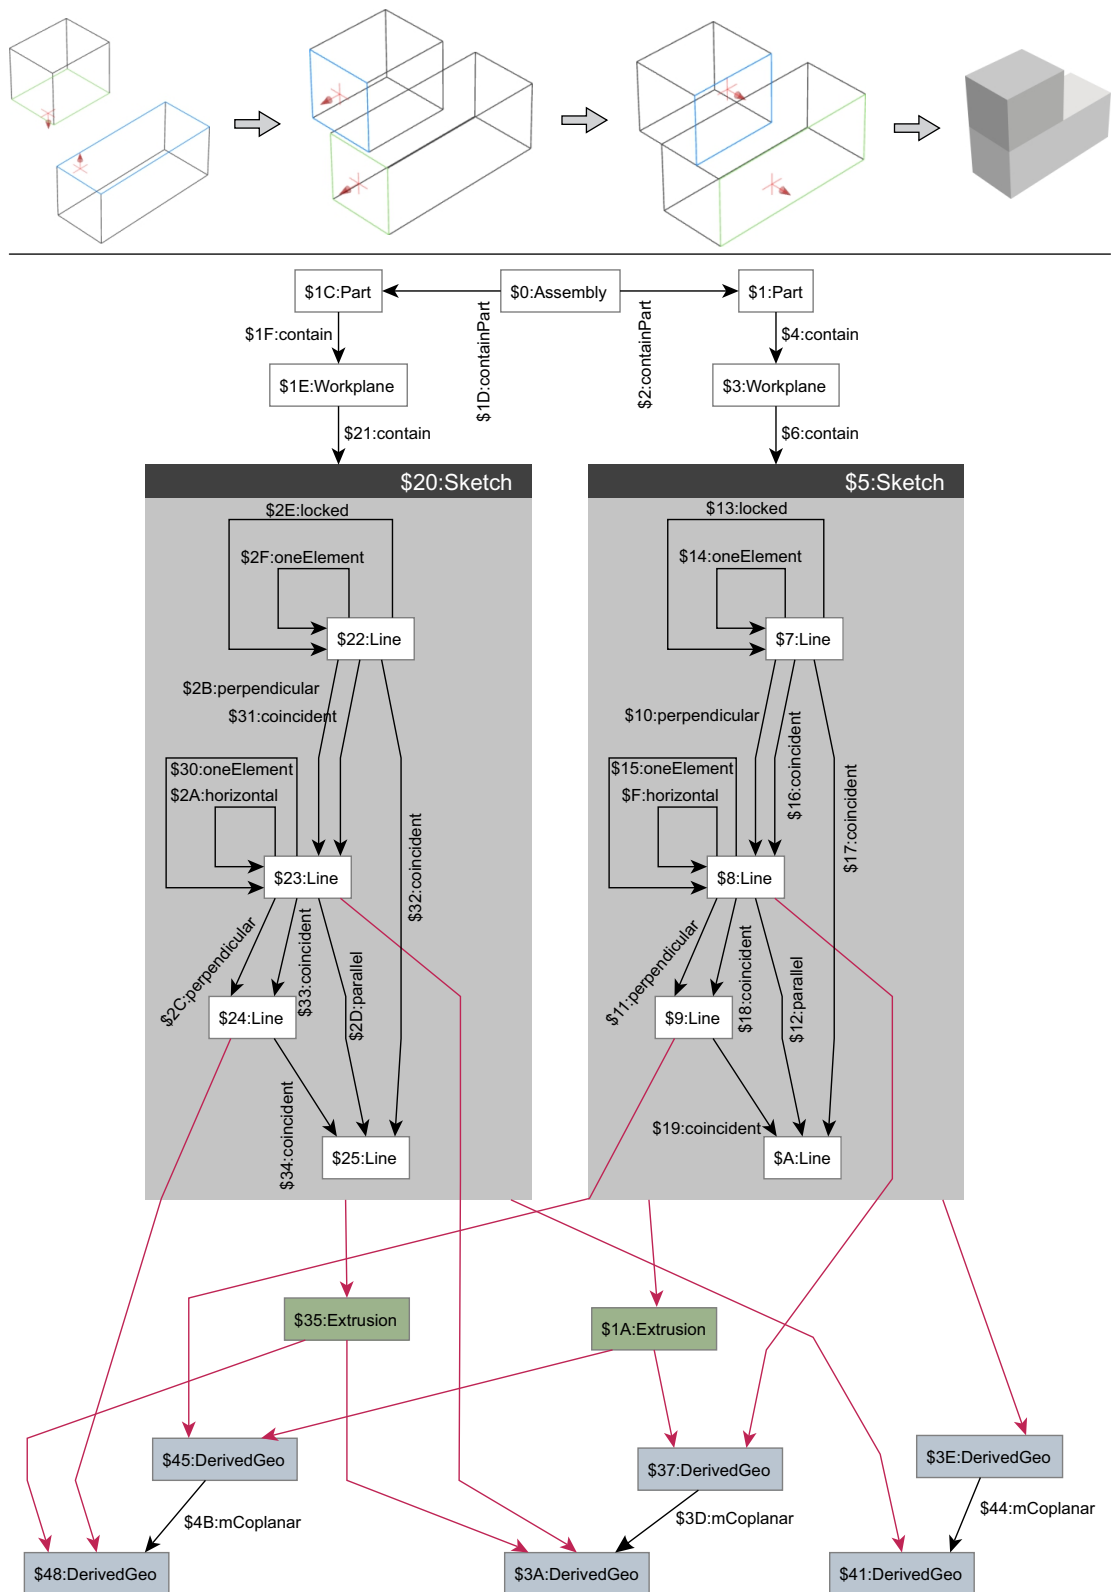 $1C:Part
$0:Assembly
$1:Part
$1F:contain
$1D:containPart
$2:containPart
$4:contain
$1E:Workplane
$3:Workplane
$21:contain
$6:contain
$20:Sketch
$5:Sketch
$2E:locked
$13:locked
$2F:oneElement
$14:oneElement
$22:Line
$7:Line
$2B:perpendicular
$31:coincident
$10:perpendicular
$16:coincident
$30:oneElement
$2A:horizontal
$15:oneElement
$F:horizontal
$17:coincident
$32:coincident
$23:Line
$8:Line
$2C:perpendicular
$33:coincident
$2D:parallel
$11:perpendicular
$18:coincident
$12:parallel
$24:Line
$9:Line
$34:coincident
$19:coincident
$25:Line
$A:Line
$35:Extrusion
$1A:Extrusion
$45:DerivedGeo
$37:DerivedGeo
$3E:DerivedGeo
$4B:mCoplanar
$3D:mCoplanar
$44:mCoplanar
$48:DerivedGeo
$3A:DerivedGeo
$41:DerivedGeo